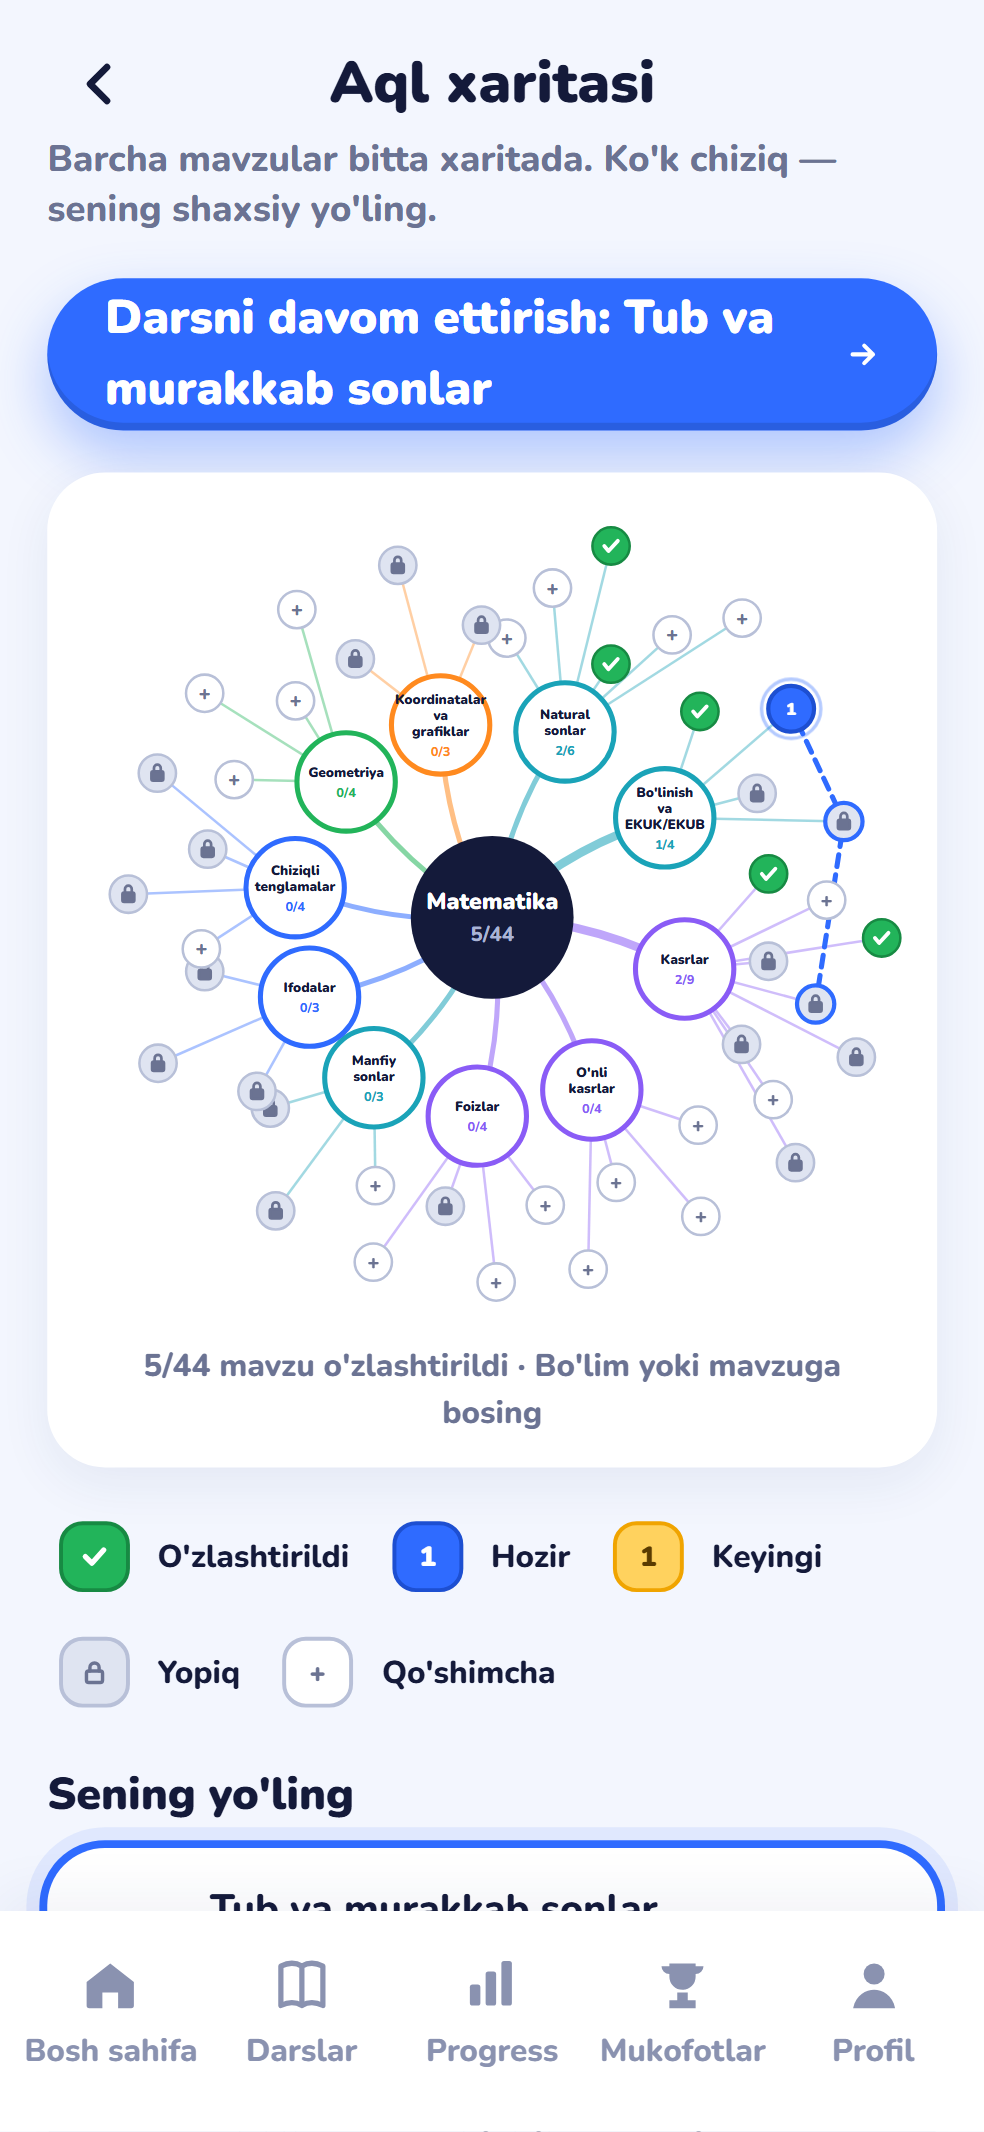 Aql xaritasi
Barcha mavzular bitta xaritada. Ko'k chiziq —
sening shaxsiy yo'ling.
Darsni davom ettirish: Tub va
murakkab sonlar
Koordinatalar
va
grafiklar
0/3
Natural
sonlar
2/6
1
Geometriya
0/4
Bo'linish
va
EKUK/EKUB
1/4
Chiziqli
tenglamalar
0/4
Matematika
5/44
Kasrlar
2/9
Ifodalar
0/3
Manfiy
sonlar
0/3
Foizlar
0/4
O'nli
kasrlar
0/4
5/44 mavzu o'zlashtirildi · Bo'lim yoki mavzuga
bosing
O'zlashtirildi
1 Hozir
1 Keyingi
Yopiq
+ Qo'shimcha
Sening yo'ling
Tub va murakkab sonlar
Bosh sahifa
Darslar
Progress
Mukofotlar
Profil